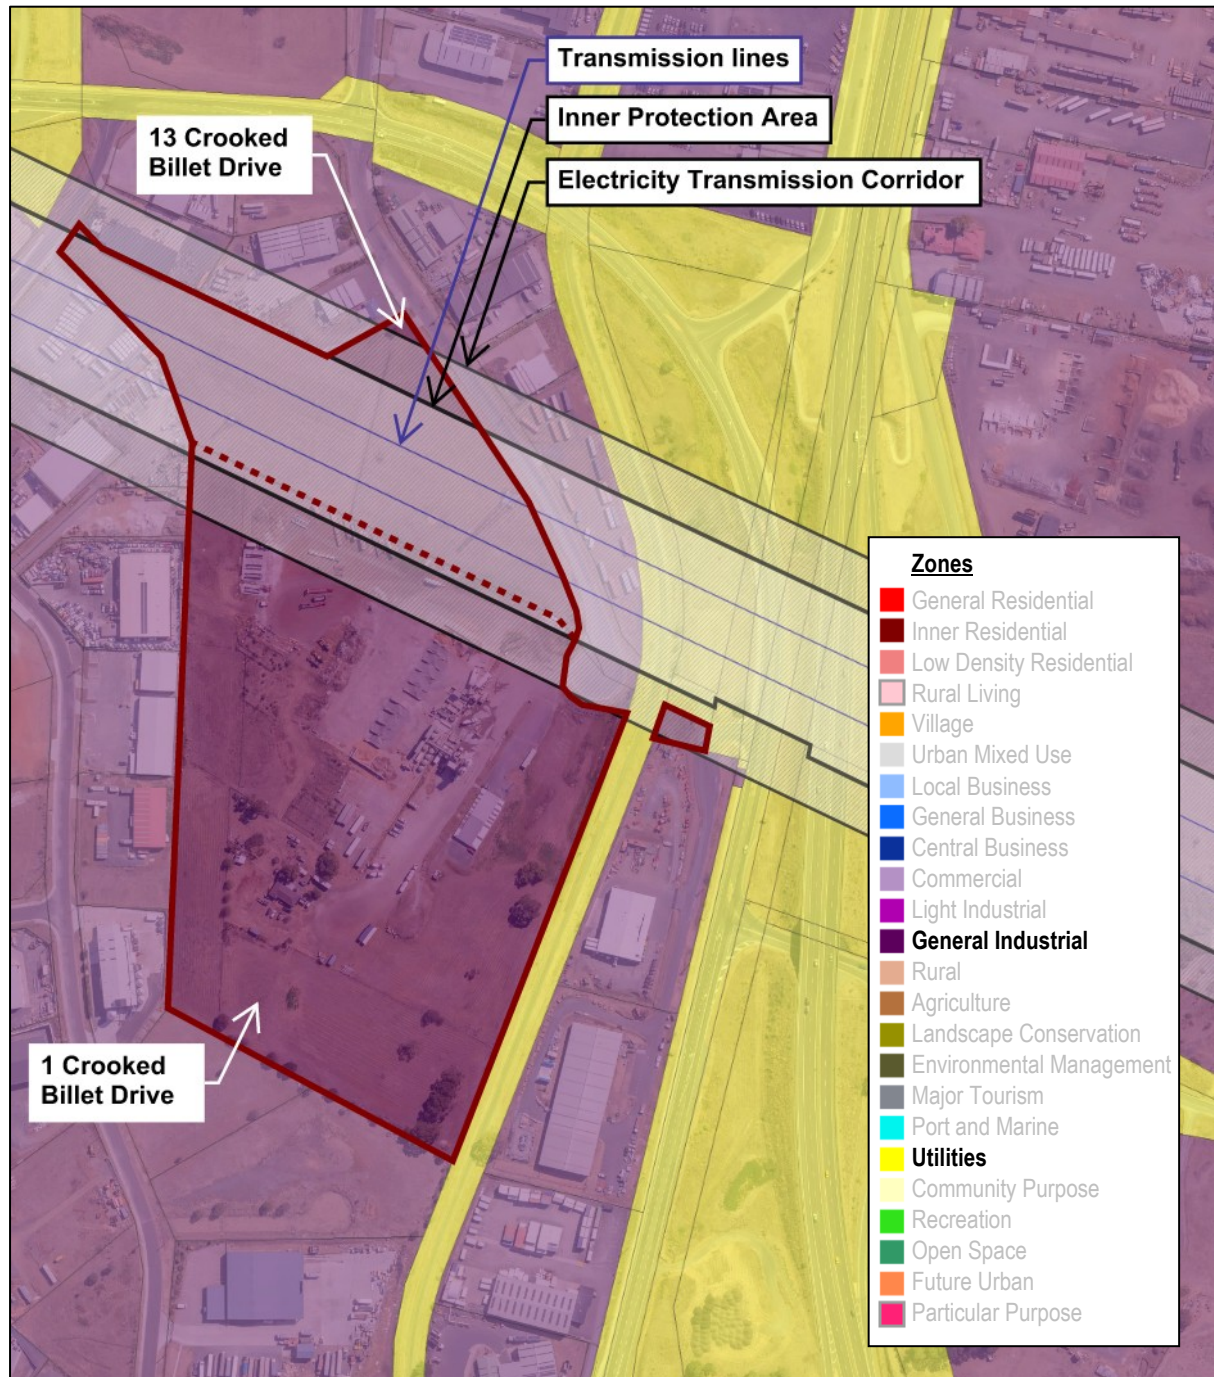 Transmission lines
Inner Protection Area
Electricity Transmission Corridor
13 Crooked
Billet Drive
1 Crooked
Billet Drive
Zones
General Residential
Inner Residential
Low Density Residential
Rural Living
Village
Urban Mixed Use
Local Business
General Business
Central Business
Commercial
Light Industrial
General Industrial
Rural
Agriculture
Landscape Conservation
Environmental Management
Major Tourism
Port and Marine
Utilities
Community Purpose
Recreation
Open Space
Future Urban
Particular Purpose